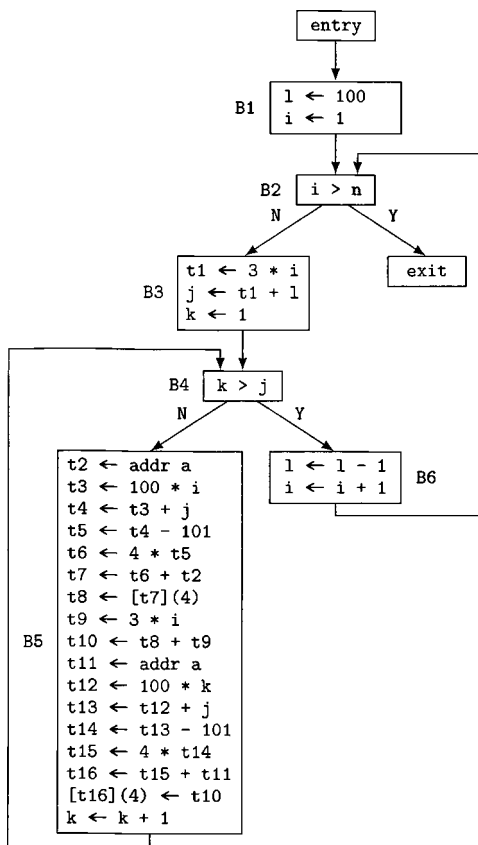 entry
B1
l ← 100
i ← 1
B2
i > n
N
Y
exit
B3
t1 ← 3 * i
j ← t1 + l
k ← 1
B4
k > j
N
Y
B5
t2 ← addr a
t3 ← 100 * i
t4 ← t3 + j
t5 ← t4 - 101
t6 ← 4 * t5
t7 ← t6 + t2
t8 ← [t7](4)
t9 ← 3 * i
t10 ← t8 + t9
t11 ← addr a
t12 ← 100 * k
t13 ← t12 + j
t14 ← t13 - 101
t15 ← 4 * t14
t16 ← t15 + t11
[t16](4) ← t10
k ← k + 1
l ← l - 1
i ← i + 1
B6